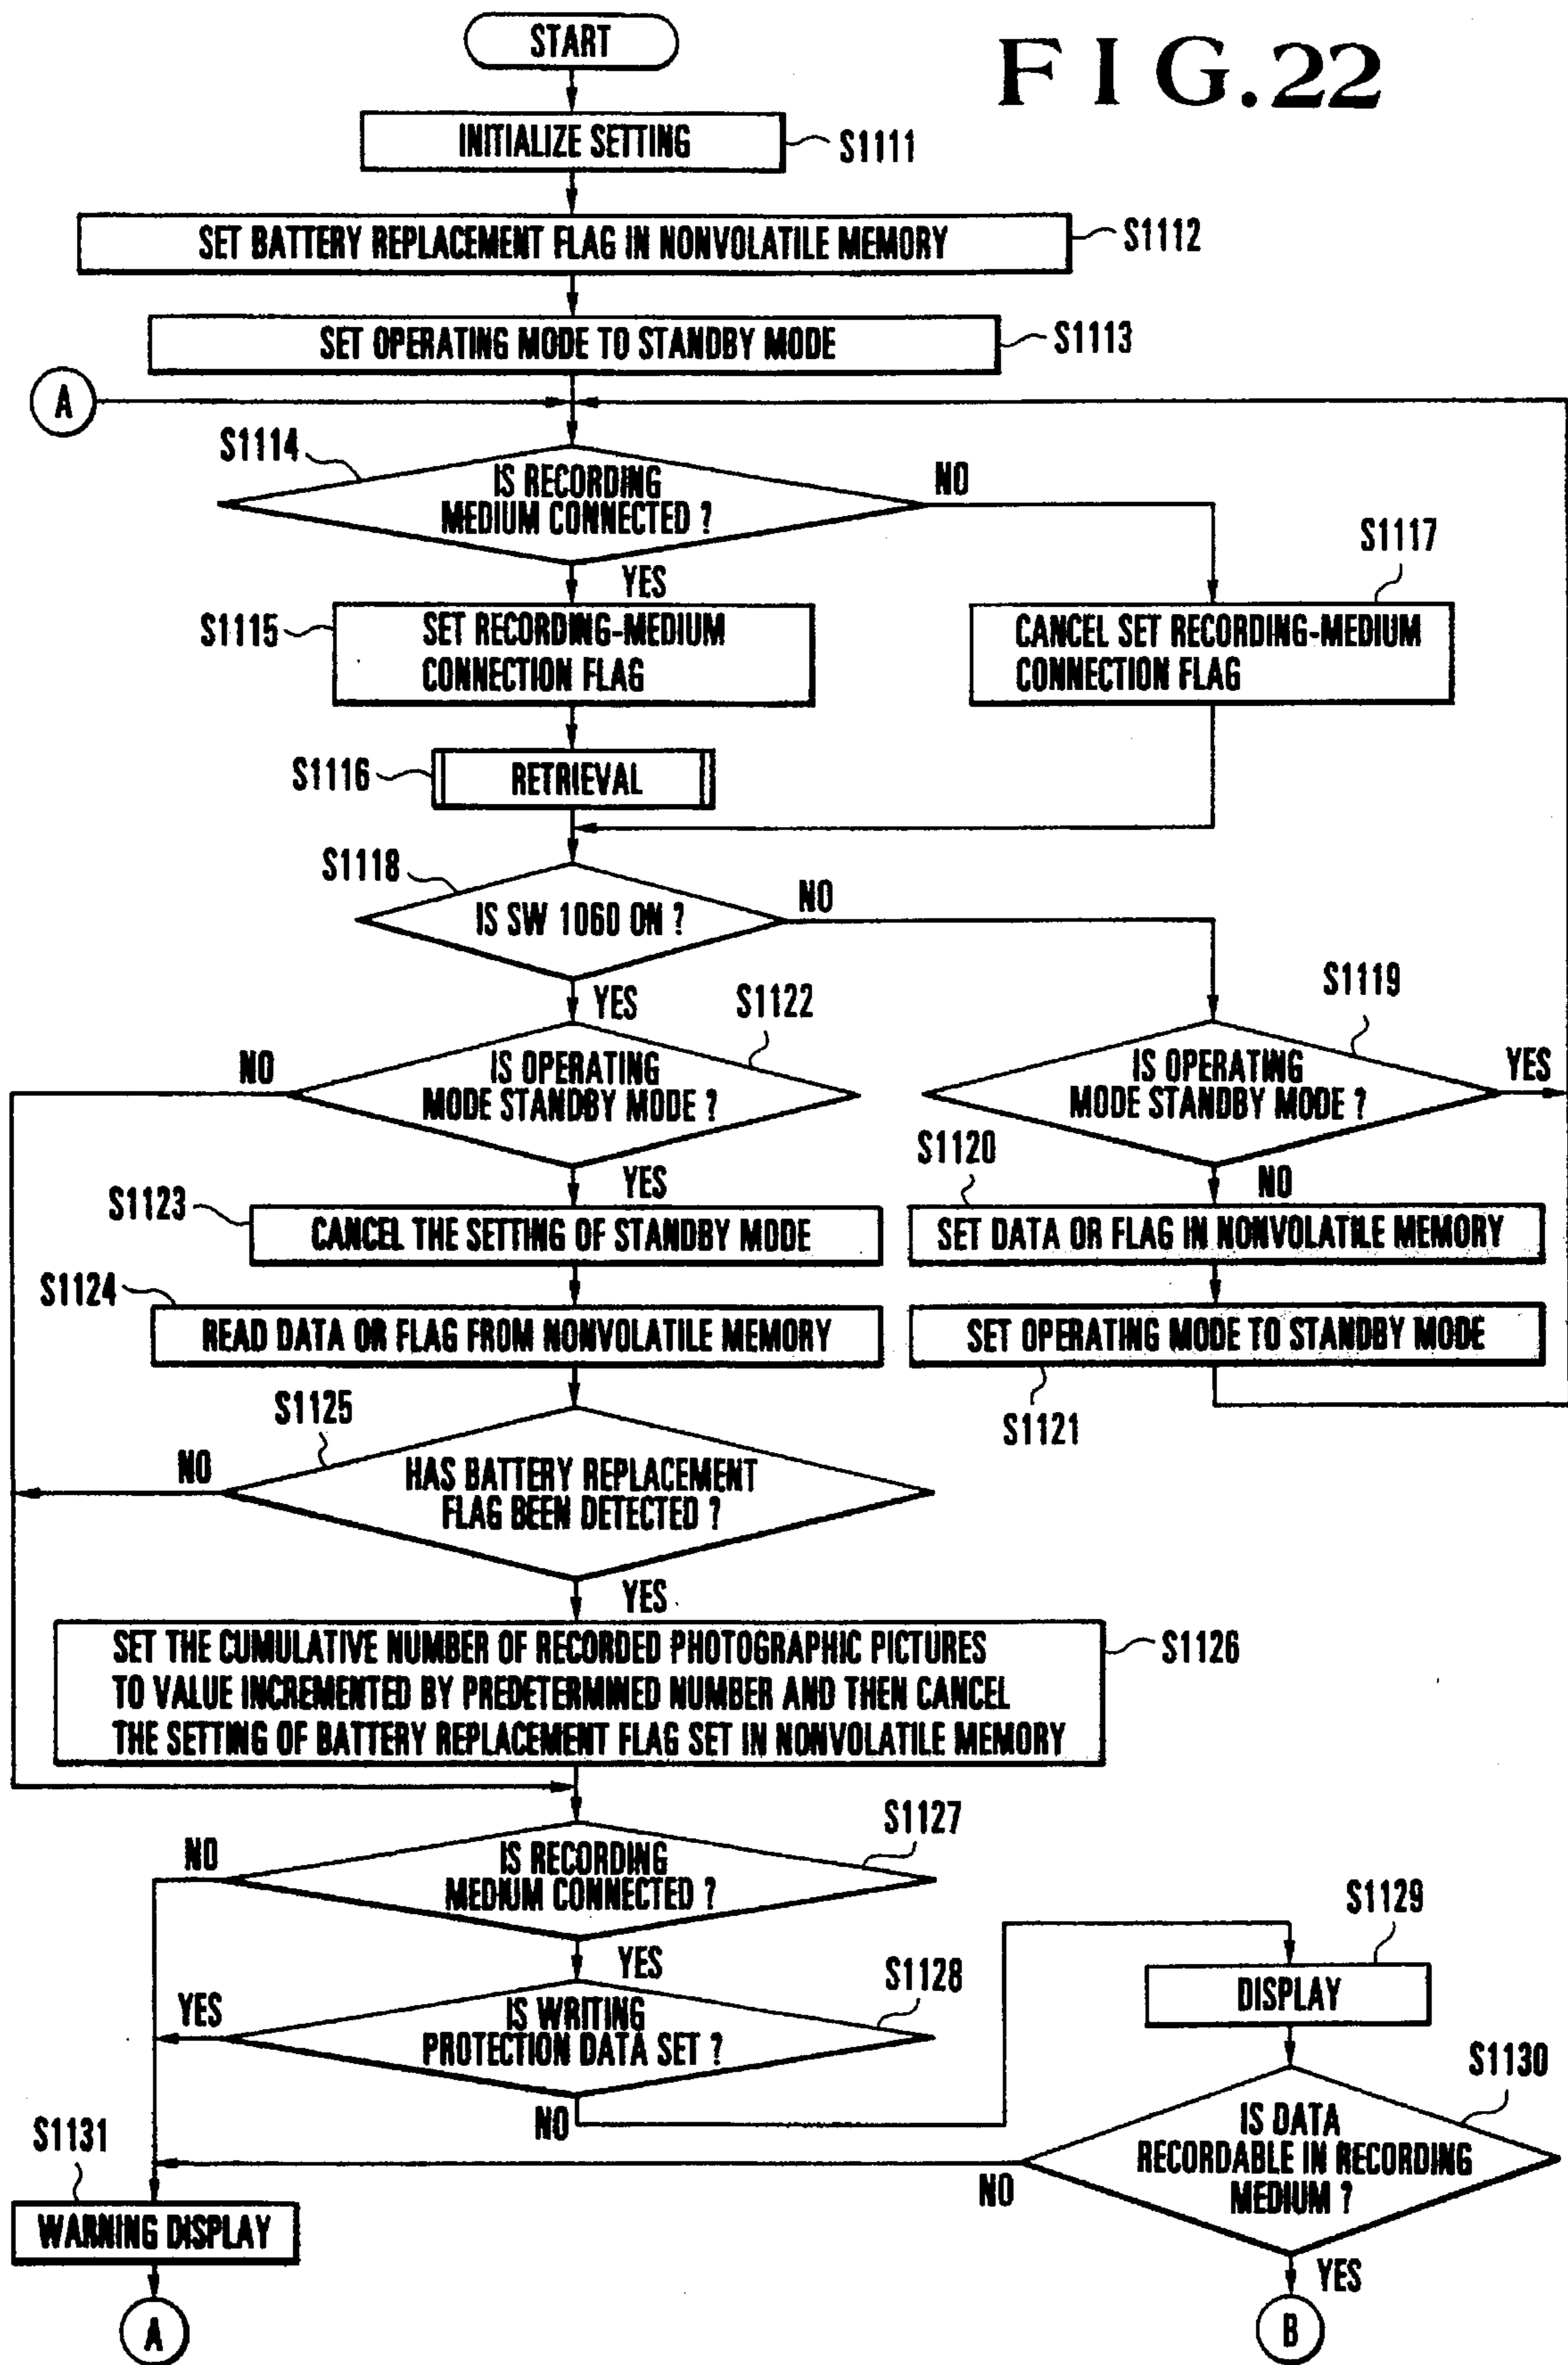 START
FIG.22
INITIALIZE SETTING
S1111
SET BATTERY REPLACEMENT FLAG IN NONVOLATILE MEMORY
S1112
SET OPERATING MODE TO STANDBY MODE
S1113
A
S1114
IS RECORDING
MEDIUM CONNECTED ?
NO
YES
S1115
SET RECORDING-MEDIUM
CONNECTION FLAG
S1117
CANCEL SET RECORDING-MEDIUM
CONNECTION FLAG
S1116
RETRIEVAL
S1118
IS SW 1060 ON ?
NO
YES
S1122
IS OPERATING
MODE STANDBY MODE ?
NO
YES
S1119
IS OPERATING
MODE STANDBY MODE ?
YES
NO
S1120
SET DATA OR FLAG IN NONVOLATILE MEMORY
S1123
CANCEL THE SETTING OF STANDBY MODE
S1124
READ DATA OR FLAG FROM NONVOLATILE MEMORY
SET OPERATING MODE TO STANDBY MODE
S1121
S1125
HAS BATTERY REPLACEMENT
FLAG BEEN DETECTED ?
NO
YES
SET THE CUMULATIVE NUMBER OF RECORDED PHOTOGRAPHIC PICTURES
TO VALUE INCREMENTED BY PREDETERMINED NUMBER AND THEN CANCEL
THE SETTING OF BATTERY REPLACEMENT FLAG SET IN NONVOLATILE MEMORY
S1126
S1127
IS RECORDING
MEDIUM CONNECTED ?
NO
YES
S1128
IS WRITING
PROTECTION DATA SET ?
YES
NO
S1129
DISPLAY
S1130
IS DATA
RECORDABLE IN RECORDING
MEDIUM ?
NO
YES
S1131
WARNING DISPLAY
A
B